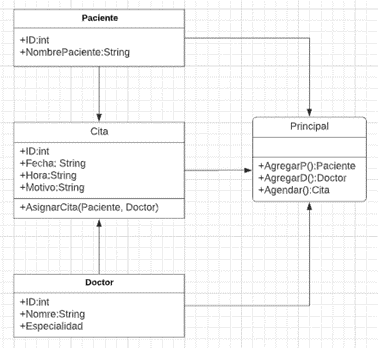 Paciente
+ID:int
+NombrePaciente:String
Cita
+ID:int
+Fecha; String
+Hora:String
+Motivo:String
+AsignarCita(Paciente, Doctor)
Principal
+AgregarP():Paciente
+AgregarD():Doctor
+Agendar():Cita
Doctor
+ID:int
+Nomre:String
+Especialidad